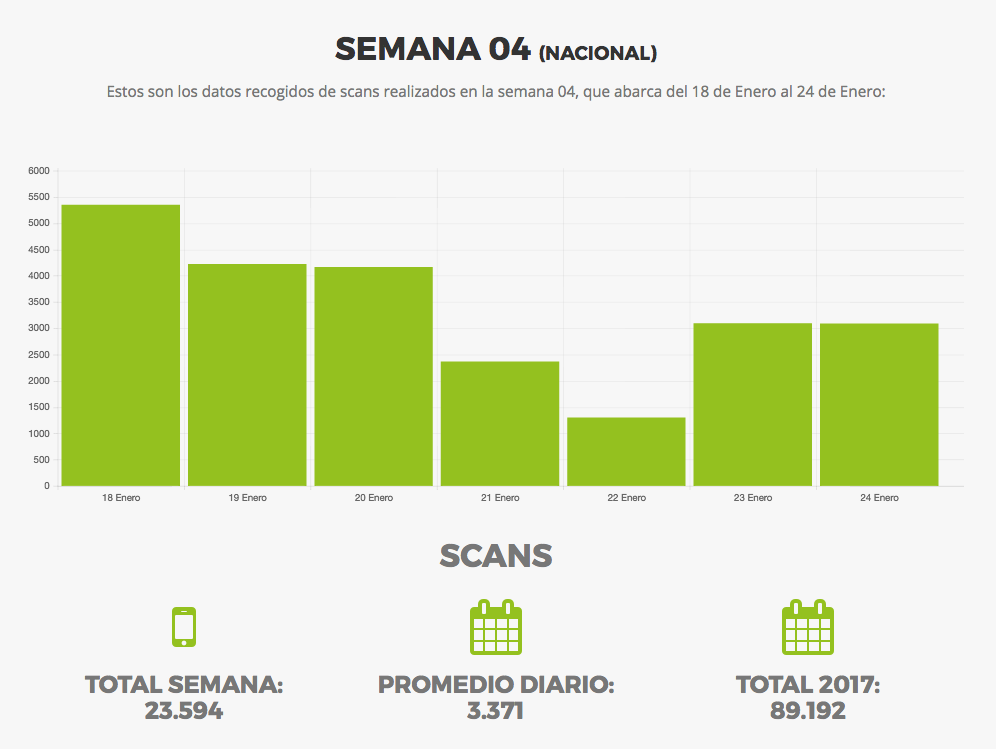 SEMANA 04 (NACIONAL)
Estos son los datos recogidos de scans realizados en la semana 04, que abarca del 18 de Enero al 24 de Enero:
6000
5500
5000
4500
4000
3500
3000
2500
2000
1500
1000
500
0
18 Enero
19 Enero
20 Enero
21 Enero
22 Enero
23 Enero
24 Enero
SCANS
TOTAL SEMANA:
23.594
PROMEDIO DIARIO:
3.371
TOTAL 2017:
89.192